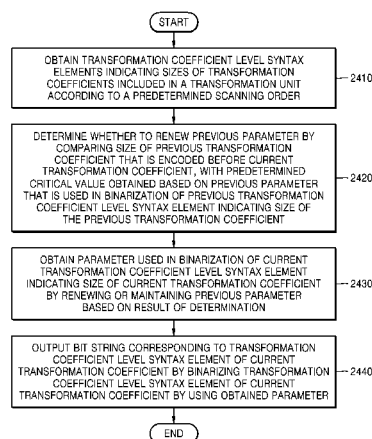 START
OBTAIN TRANSFORMATION COEFFICIENT LEVEL SYNTAX
ELEMENTS INDICATING SIZES OF TRANSFORMATION
COEFFICIENTS INCLUDED IN A TRANSFORMATION UNIT
ACCORDING TO A PREDETERMINED SCANNING ORDER
2410
DETERMINE WHETHER TO RENEW PREVIOUS PARAMETER BY
COMPARING SIZE OF PREVIOUS TRANSFORMATION
COEFFICIENT THAT IS ENCODED BEFORE CURRENT
TRANSFORMATION COEFFICIENT, WITH PREDETERMINED
CRITICAL VALUE OBTAINED BASED ON PREVIOUS PARAMETER
THAT IS USED IN BINARIZATION OF PREVIOUS TRANSFORMATION
COEFFICIENT LEVEL SYNTAX ELEMENT INDICATING SIZE OF
THE PREVIOUS TRANSFORMATION COEFFICIENT
2420
OBTAIN PARAMETER USED IN BINARIZATION OF CURRENT
TRANSFORMATION COEFFICIENT LEVEL SYNTAX ELEMENT
INDICATING SIZE OF CURRENT TRANSFORMATION COEFFICIENT
BY RENEWING OR MAINTAINING PREVIOUS PARAMETER
BASED ON RESULT OF DETERMINATION
2430
OUTPUT BIT STRING CORRESPONDING TO TRANSFORMATION
COEFFICIENT LEVEL SYNTAX ELEMENT OF CURRENT
TRANSFORMATION COEFFICIENT BY BINARIZING TRANSFORMATION
COEFFICIENT LEVEL SYNTAX ELEMENT OF CURRENT
TRANSFORMATION COEFFICIENT BY USING OBTAINED PARAMETER
2440
END